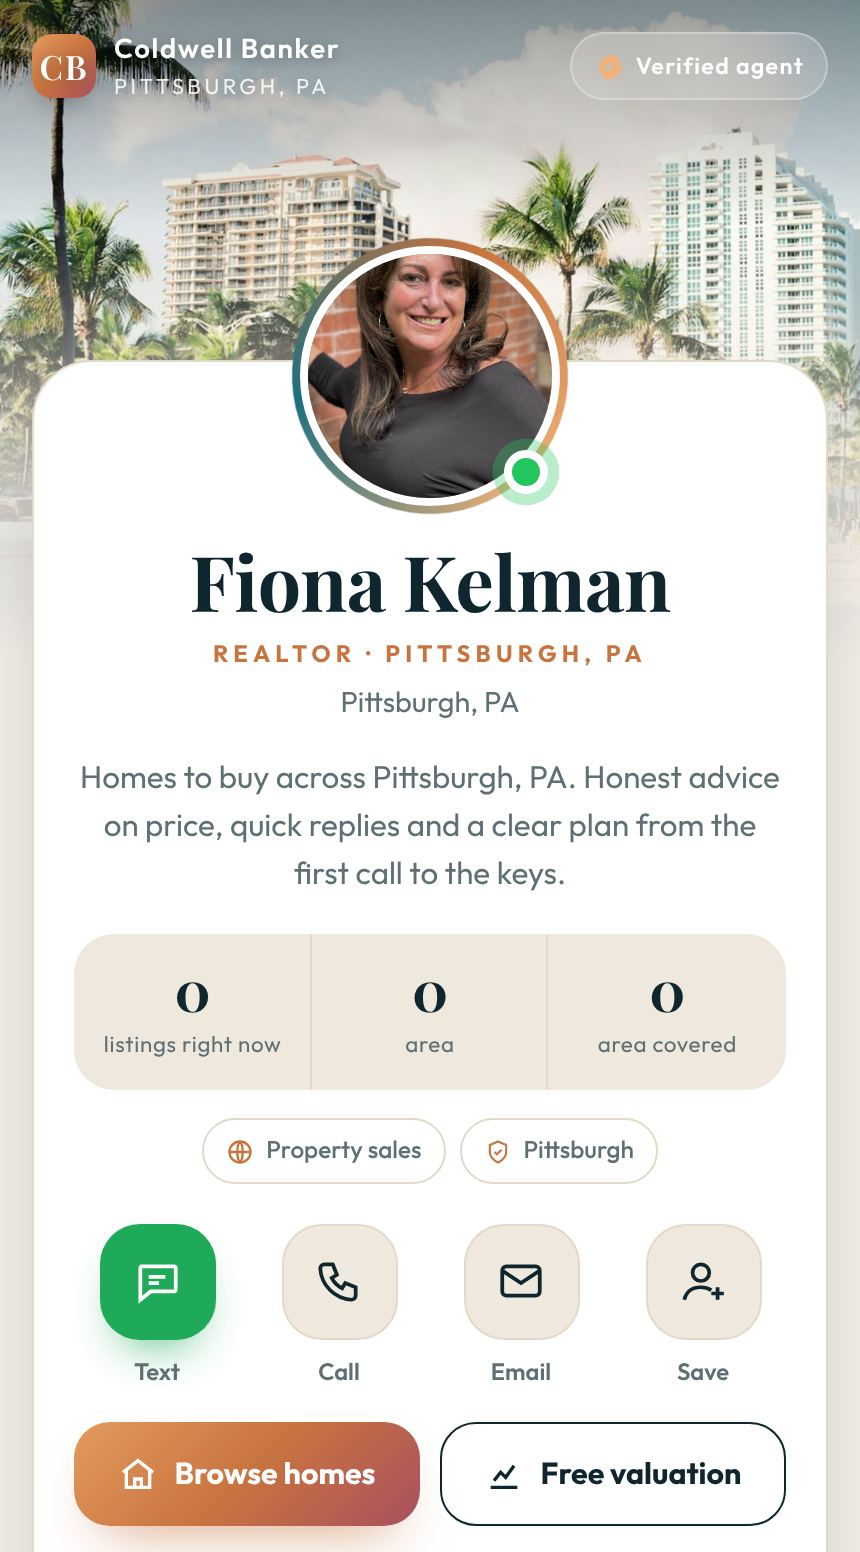 CB
Coldwell Banker
PITTSBURGH, PA
Verified agent
Fiona Kelman
REALTOR · PITTSBURGH, PA
Pittsburgh, PA
Homes to buy across Pittsburgh, PA. Honest advice
on price, quick replies and a clear plan from the
first call to the keys.
0
listings right now
0
area
0
area covered
Property sales
Pittsburgh
Text
Call
Email
Save
Browse homes
Free valuation